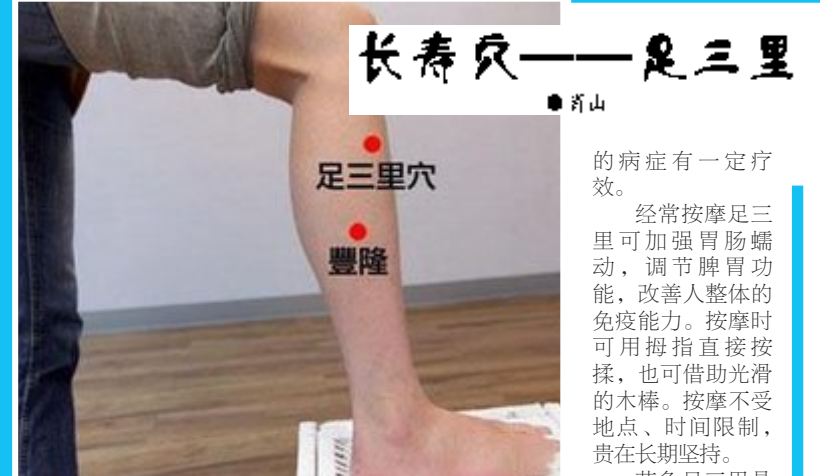 长寿穴——足三里
●肖山
足三里穴
豐隆
的病症有一定疗
效。
经常按摩足三
里可加强胃肠蠕
动，调节脾胃功
能，改善人整体的
免疫能力。按摩时
可用拇指直接按
揉，也可借助光滑
的木棒。按摩不受
地点、时间限制，
贵在长期坚持。